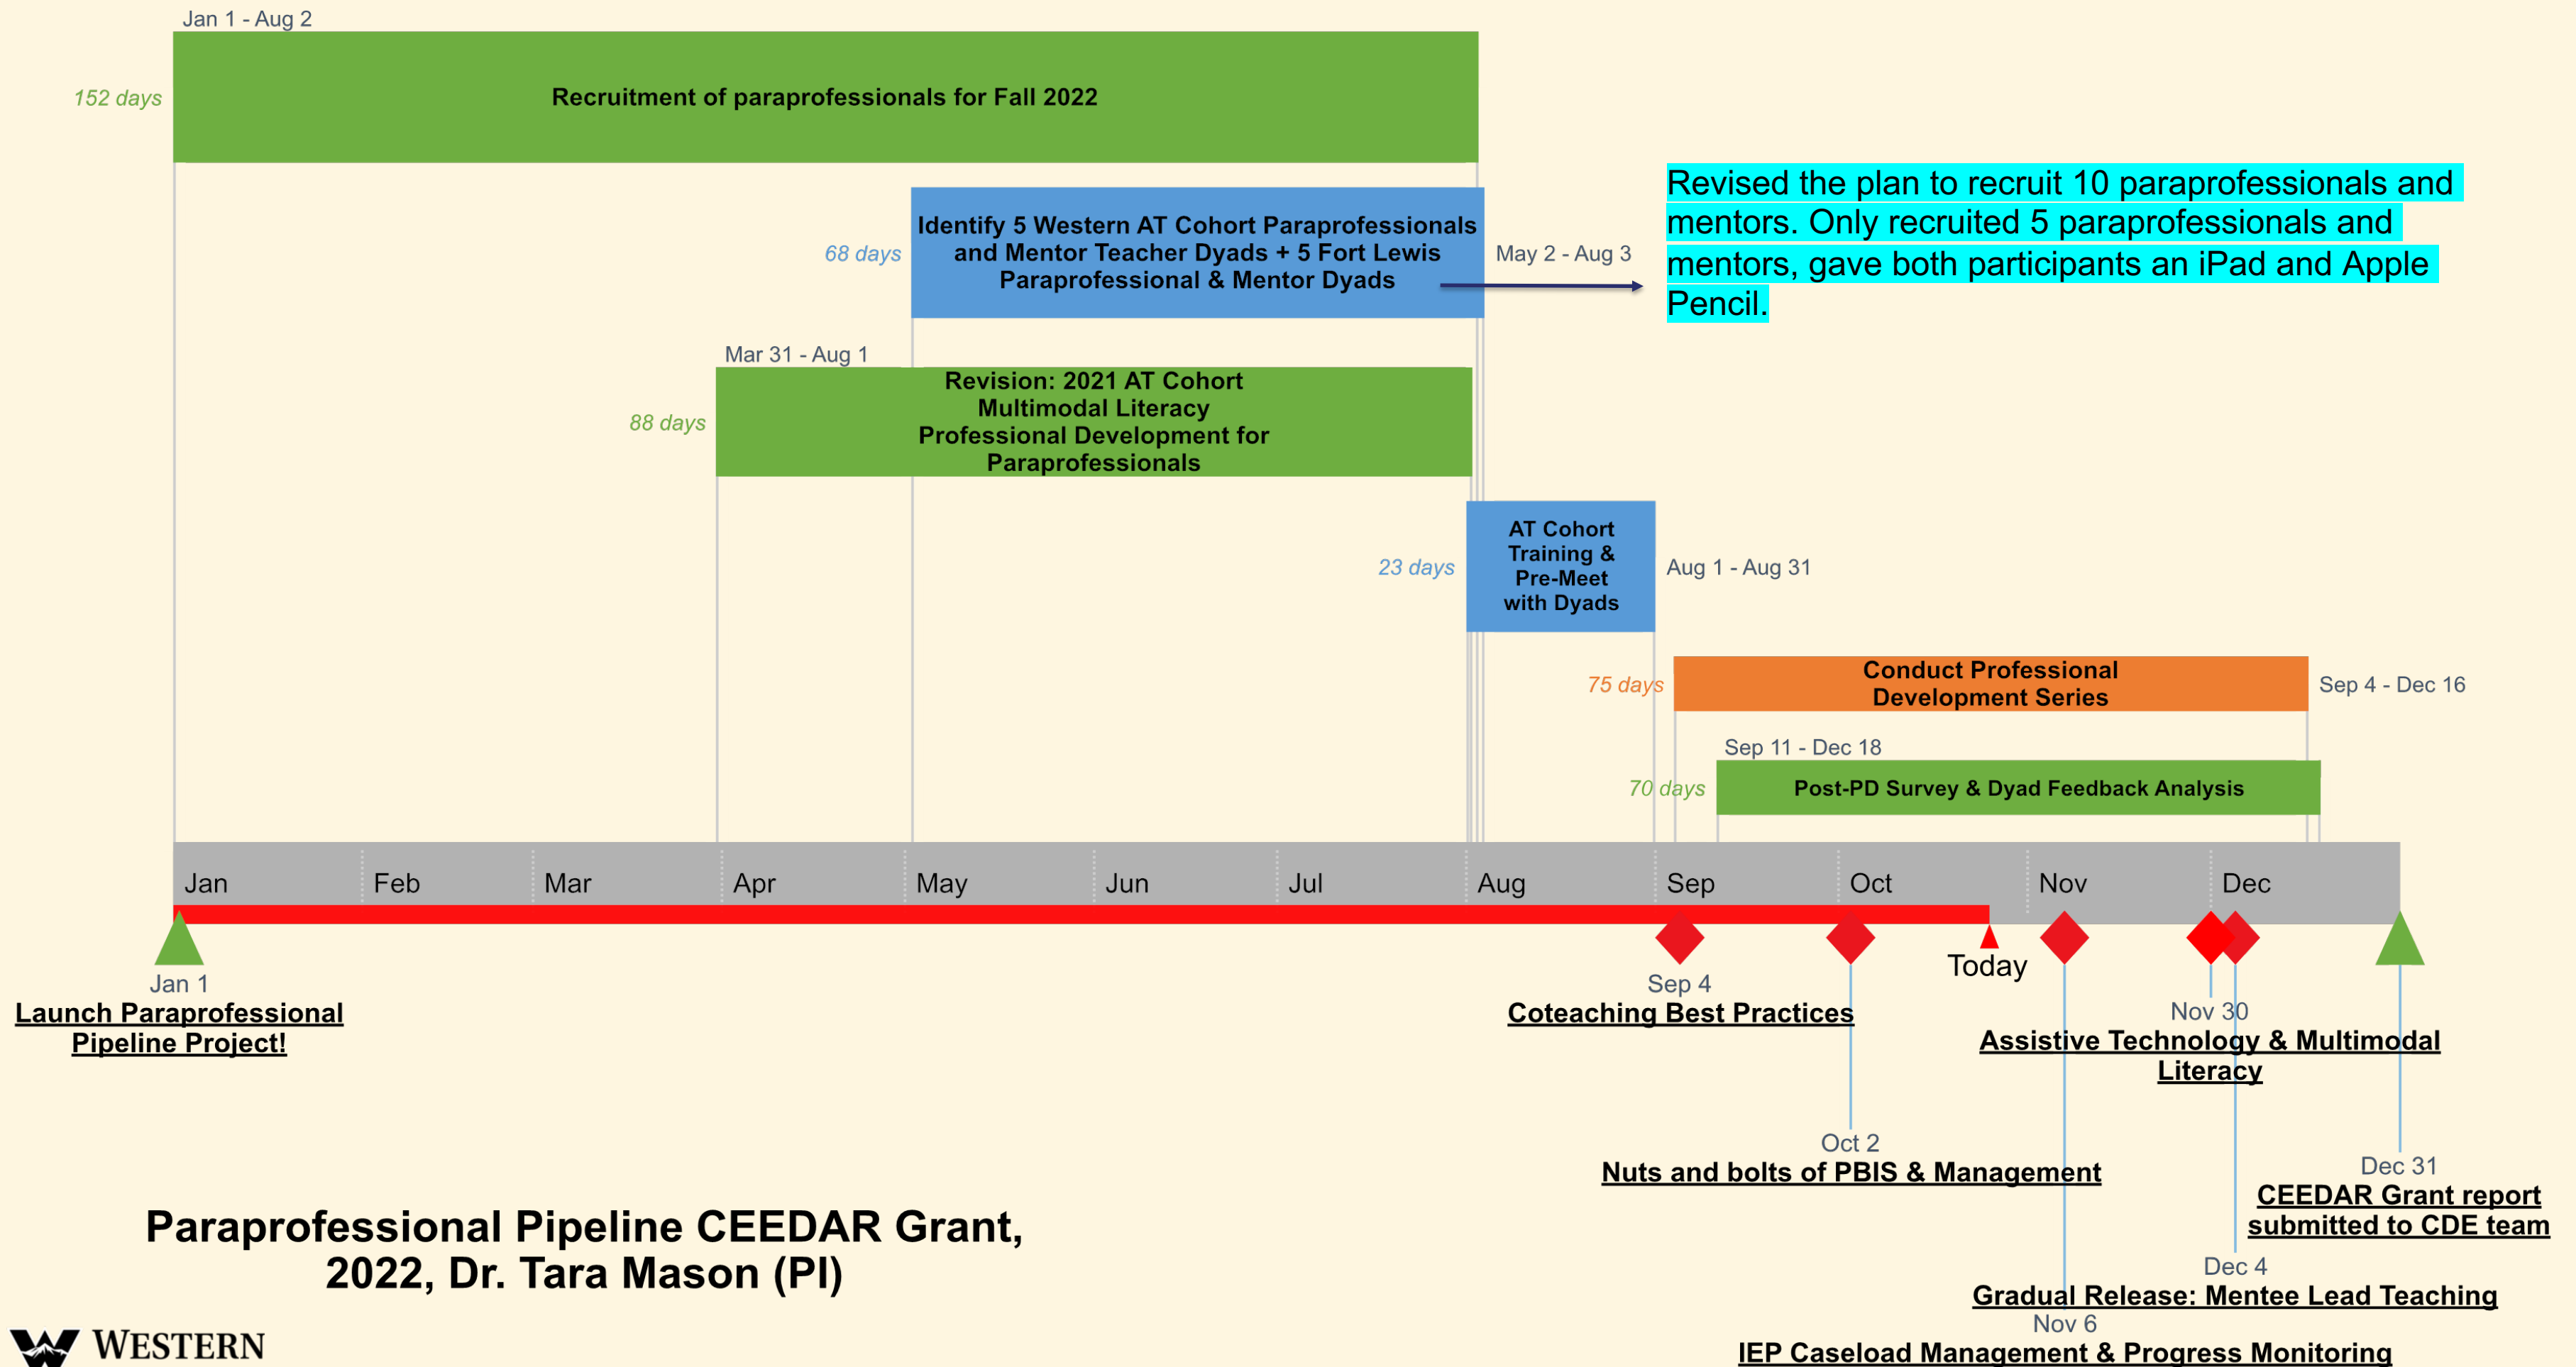 Jan 1 - Aug 2
152 days
Recruitment of paraprofessionals for Fall 2022
68 days
Identify 5 Western AT Cohort Paraprofessionals
and Mentor Teacher Dyads + 5 Fort Lewis
Paraprofessional & Mentor Dyads
May 2 - Aug 3
Revised the plan to recruit 10 paraprofessionals and
mentors. Only recruited 5 paraprofessionals and
mentors, gave both participants an iPad and Apple
Pencil.
Mar 31 - Aug 1
88 days
Revision: 2021 AT Cohort
Multimodal Literacy
Professional Development for
Paraprofessionals
23 days
AT Cohort
Training &
Pre-Meet
with Dyads
Aug 1 - Aug 31
75 days
Conduct Professional
Development Series
Sep 4 - Dec 16
Sep 11 - Dec 18
70 days
Post-PD Survey & Dyad Feedback Analysis
Jan Feb Mar Apr May Jun Jul Aug Sep Oct Nov Dec
Today
Jan 1
Launch Paraprofessional
Pipeline Project!
Sep 4
Coteaching Best Practices
Nov 30
Assistive Technology & Multimodal
Literacy
Oct 2
Nuts and bolts of PBIS & Management
Dec 31
CEEDAR Grant report
submitted to CDE team
Dec 4
Gradual Release: Mentee Lead Teaching
Nov 6
IEP Caseload Management & Progress Monitoring
Paraprofessional Pipeline CEEDAR Grant,
2022, Dr. Tara Mason (PI)
WESTERN